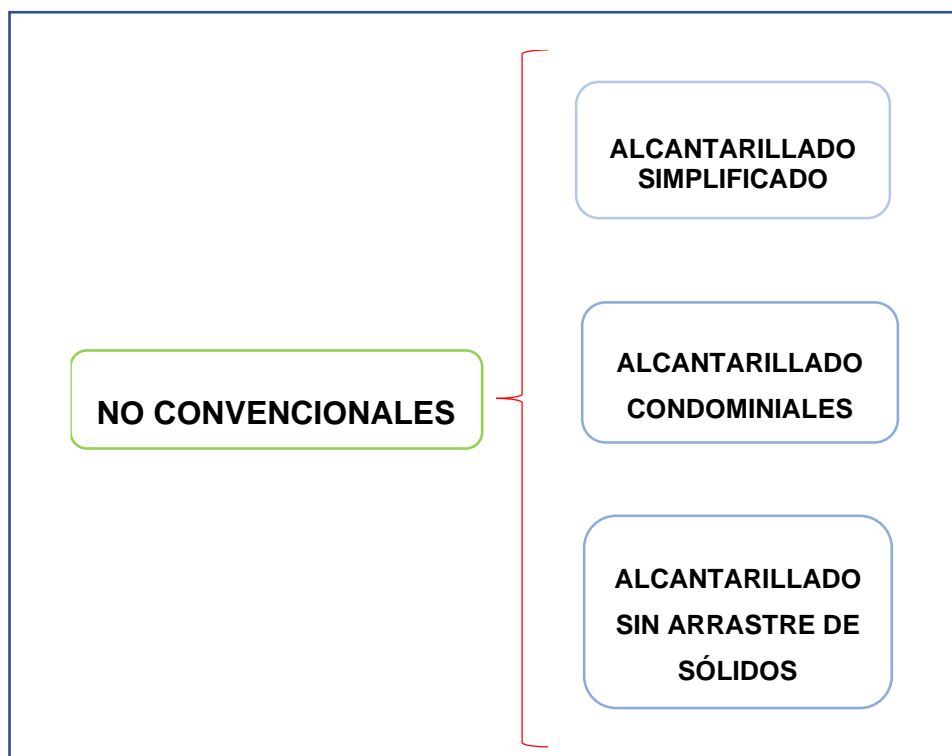 ALCANTARILLADO
SIMPLIFICADO
NO CONVENCIONALES
ALCANTARILLADO
CONDOMINIALES
ALCANTARILLADO
SIN ARRASTRE DE
SÓLIDOS